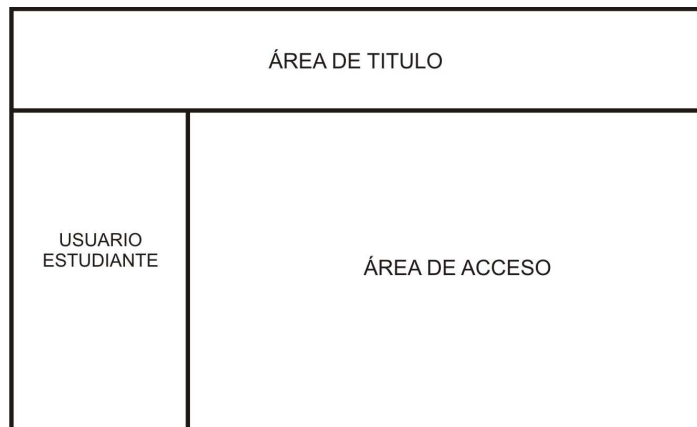 ÁREA DE TITULO
USUARIO
ESTUDIANTE
ÁREA DE ACCESO